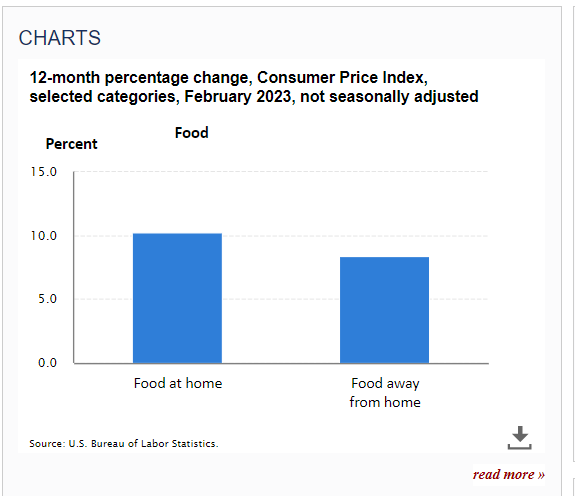 CHARTS
12-month percentage change, Consumer Price Index,
selected categories, February 2023, not seasonally adjusted
Food
Percent
15.0
10.0
5.0
0.0
Food at home
Food away
from home
Source: U.S. Bureau of Labor Statistics.
read more »